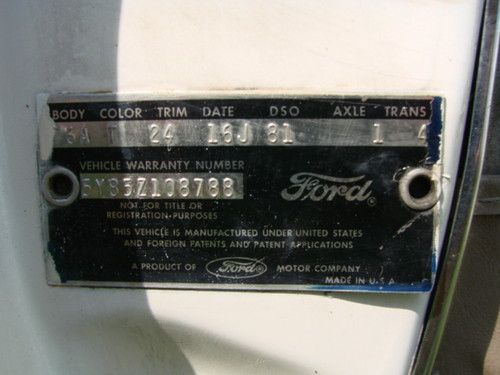 BODY COLOR TRIM DATE DSO AXLE TRANS
3A T 24 16J 81 1 4
VEHICLE WARRANTY NUMBER
5Y85Z108788
Ford
NOT FOR TITLE OR
REGISTRATION PURPOSES
THIS VEHICLE IS MANUFACTURED UNDER UNITED STATES
AND FOREIGN PATENTS AND PATENT APPLICATIONS
A PRODUCT OF Ford MOTOR COMPANY
MADE IN U.S.A